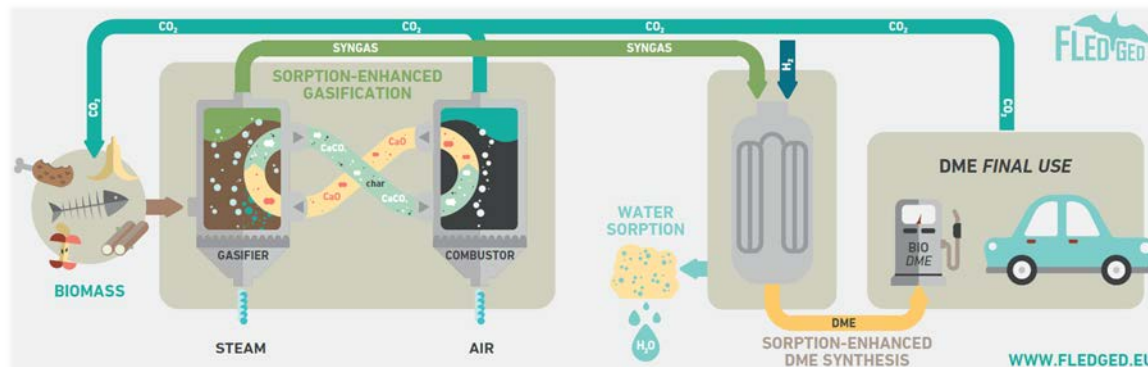 CO₂
CO₂
CO₂
CO₂
CO₂
SYNGAS
SYNGAS
FLEDGED
H₂
SORPTION-ENHANCED
GASIFICATION
CO₂
CO₂
CaCO₃
CaO
char
CaO
CaCO₃
DME FINAL USE
WATER
SORPTION
BIO
DME
GASIFIER
COMBUSTOR
BIOMASS
DME
STEAM
AIR
H₂O
SORPTION-ENHANCED
DME SYNTHESIS
WWW.FLEDGED.EU